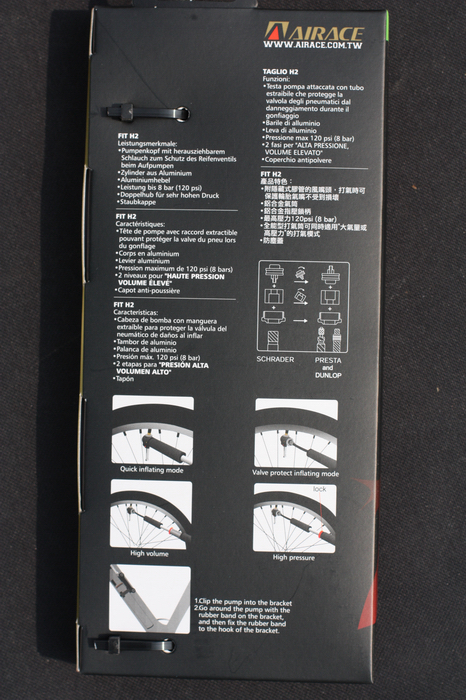 AIRACE
WWW.AIRACE.COM.TW
FIT H2
Leistungsmerkmale:
•Pumpenkopf mit herausziehbarem
Schlauch zum Schutz des Reifenventils
beim Aufpumpen
•Zylinder aus Aluminium
•Aluminiumhebel
•Leistung bis 8 bar (120 psi)
•Doppelhub für sehr hohen Druck
•Staubkappe
FIT H2
Caractéristiques:
•Tête de pompe avec raccord extractible
pouvant protéger la valve du pneu lors
du gonflage
•Corps en aluminium
•Levier aluminium
•Pression maximum de 120 psi (8 bars)
•2 niveaux pour "HAUTE PRESSION
VOLUME ÉLEVÉ"
•Capot anti-poussière
FIT H2
Características:
•Cabeza de bomba con manguera
extraíble para proteger la válvula del
neumático de daños al inflar
•Tambor de aluminio
•Palanca de aluminio
•Presión máx. 120 psi (8 bar)
•2 etapas para "PRESIÓN ALTA
VOLUMEN ALTO"
•Tapón
TAGLIO H2
Funzioni:
•Testa pompa attaccata con tubo
estraibile che protegge la
valvola degli pneumatici dal
danneggiamento durante il
gonfiaggio
•Barile di alluminio
•Leva di alluminio
•Pressione max 120 psi (8 bar)
•2 fasi per "ALTA PRESSIONE,
VOLUME ELEVATO"
•Coperchio antipolvere
FIT H2
產品特色：
•附隱藏式膠管的風嘴頭，打氣時可
保護輪胎氣嘴不受到損壞
•鋁合金氣筒
•鋁合金指壓鎖柄
•最高壓力120psi (8 bar)
•全能型打氣筒可同時適用"大氣量或
高壓力"的打氣模式
•防塵蓋
SCHRADER
PRESTA
and
DUNLOP
Quick inflating mode
Valve protect inflating mode
High volume
lock
High pressure
1.Clip the pump into the bracket
2.Go around the pump with the
rubber band on the bracket,
and then fix the rubber band
to the hook of the bracket.